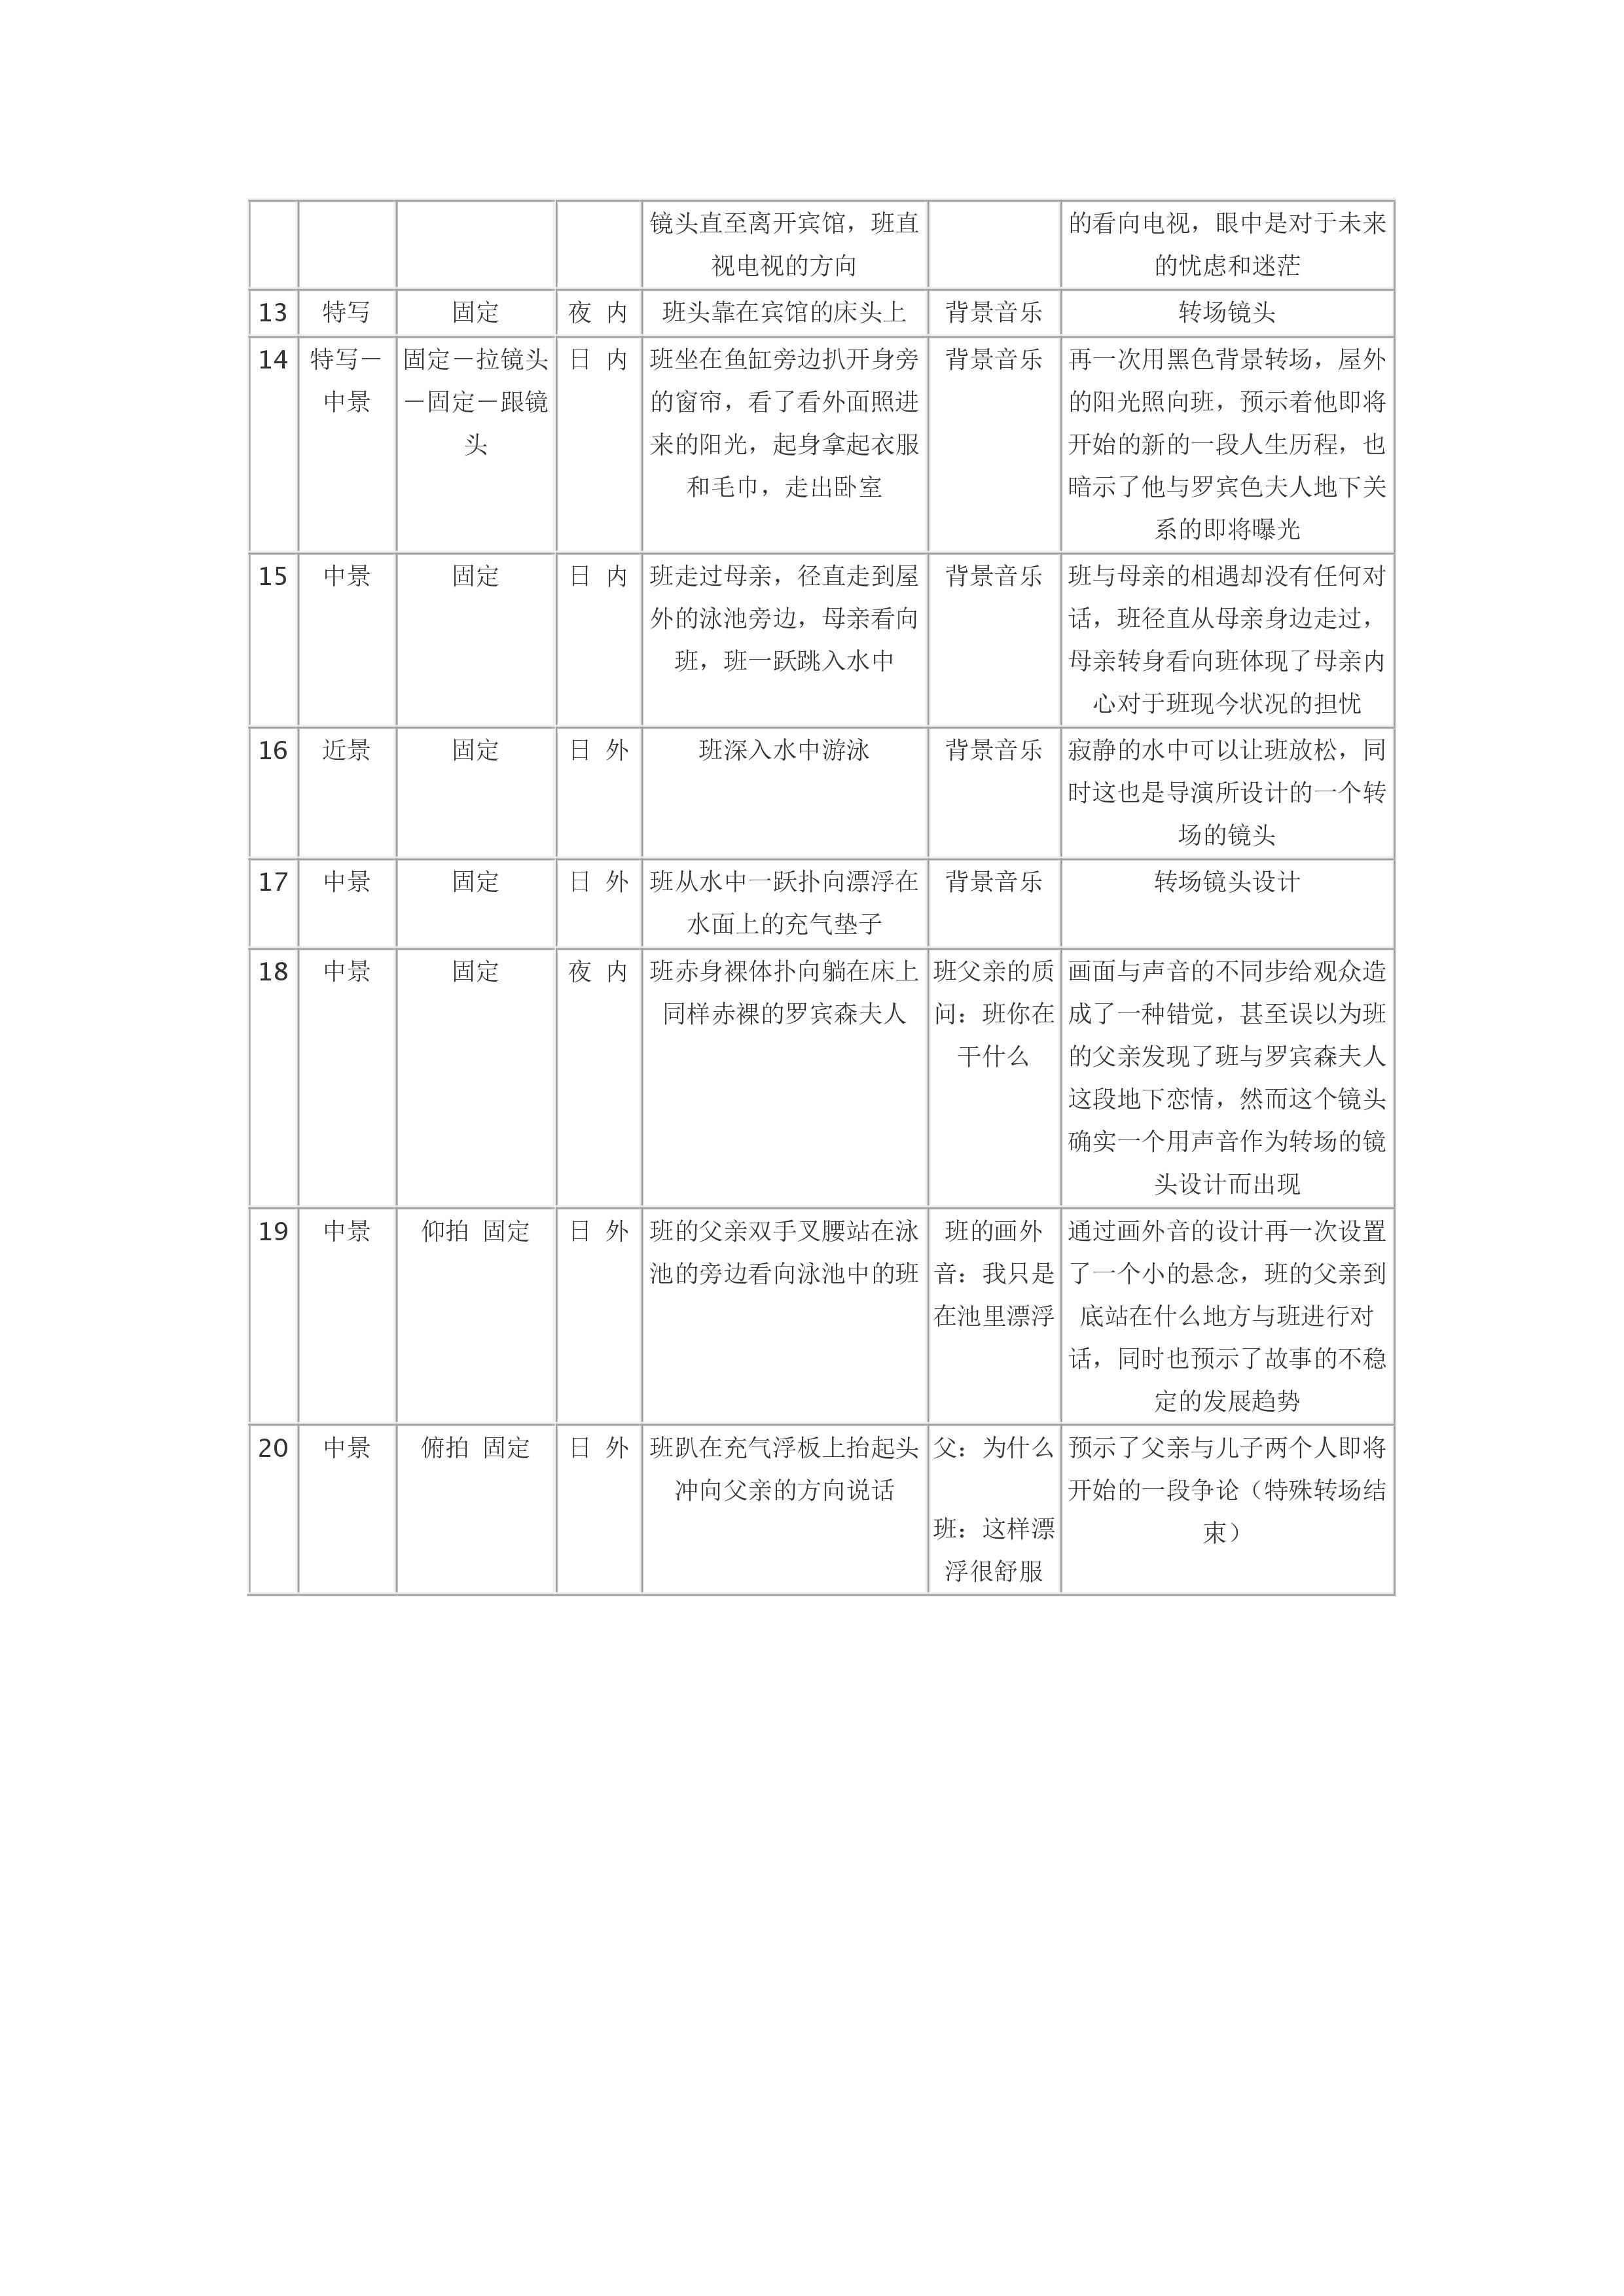 镜头直至离开宾馆，班直
视电视的方向
的看向电视，眼中是对于未来
的忧虑和迷茫
13
特写
固定
夜 内
班头靠在宾馆的床头上
背景音乐
转场镜头
14
特写－
中景
固定－拉镜头
－固定－跟镜
头
日 内
班坐在鱼缸旁边扒开身旁
的窗帘，看了看外面照进
来的阳光，起身拿起衣服
和毛巾，走出卧室
背景音乐
再一次用黑色背景转场，屋外
的阳光照向班，预示着他即将
开始的新的一段人生历程，也
暗示了他与罗宾色夫人地下关
系的即将曝光
15
中景
固定
日 内
班走过母亲，径直走到屋
外的泳池旁边，母亲看向
班，班一跃跳入水中
背景音乐
班与母亲的相遇却没有任何对
话，班径直从母亲身边走过，
母亲转身看向班体现了母亲内
心对于班现今状况的担忧
16
近景
固定
日 外
班深入水中游泳
背景音乐
寂静的水中可以让班放松，同
时这也是导演所设计的一个转
场的镜头
17
中景
固定
日 外
班从水中一跃扑向漂浮在
水面上的充气垫子
背景音乐
转场镜头设计
18
中景
固定
夜 内
班赤身裸体扑向躺在床上
同样赤裸的罗宾森夫人
班父亲的质
问：班你在
干什么
画面与声音的不同步给观众造
成了一种错觉，甚至误以为班
的父亲发现了班与罗宾森夫人
这段地下恋情，然而这个镜头
确实一个用声音作为转场的镜
头设计而出现
19
中景
仰拍 固定
日 外
班的父亲双手叉腰站在泳
池的旁边看向泳池中的班
班的画外
音：我只是
在池里漂浮
通过画外音的设计再一次设置
了一个小的悬念，班的父亲到
底站在什么地方与班进行对
话，同时也预示了故事的不稳
定的发展趋势
20
中景
俯拍 固定
日 外
班趴在充气浮板上抬起头
冲向父亲的方向说话
父：为什么
班：这样漂
浮很舒服
预示了父亲与儿子两个人即将
开始的一段争论（特殊转场结
束）